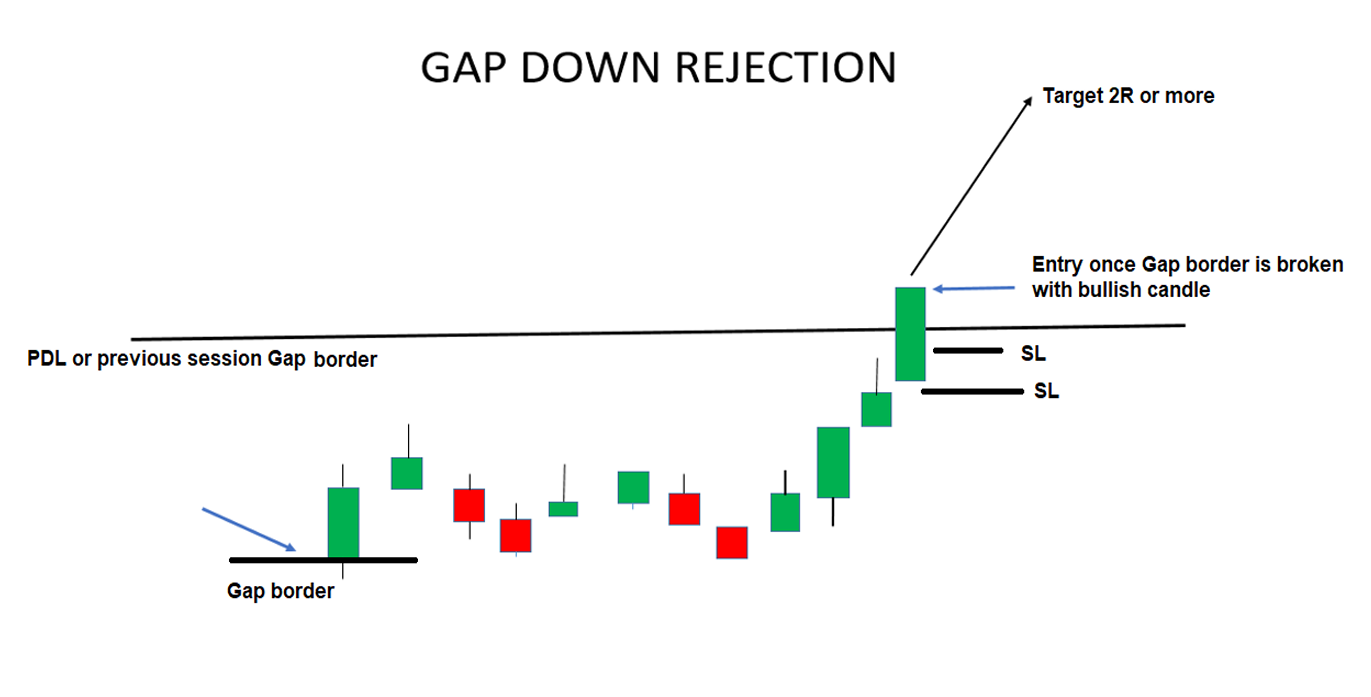 GAP DOWN REJECTION
Target 2R or more
Entry once Gap border is broken
with bullish candle
PDL or previous session Gap border
SL
SL
Gap border